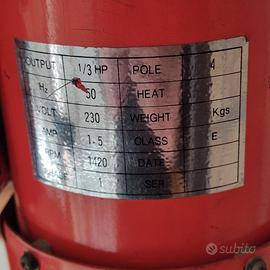 OUTPUT 1/3 HP POLE 4
Hz 50 HEAT
VOLT 230 WEIGHT Kgs
AMP 1.5 CLASS E
RPM 1420 DATE
PHASE 1 SER
subito